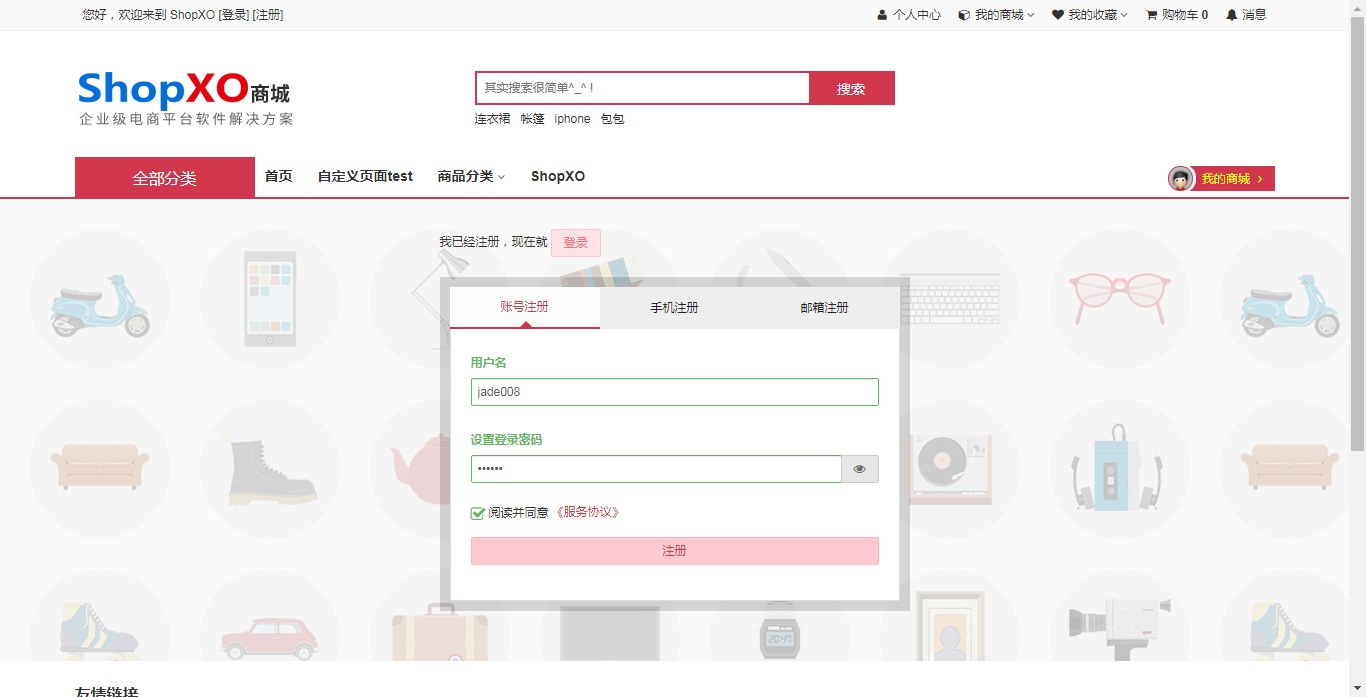 您好，欢迎来到 ShopXO [登录] [注册]
个人中心 我的商城 我的收藏 购物车 0 消息
ShopXO商城
企业级电商平台软件解决方案
其实搜索很简单^_^ !
搜索
连衣裙 帐篷 iphone 包包
全部分类 首页 自定义页面test 商品分类 ShopXO
我的商城
我已经注册，现在就 登录
账号注册 手机注册 邮箱注册
用户名
jade008
设置登录密码
••••••
阅读并同意 《服务协议》
注册
20:47
友情链接